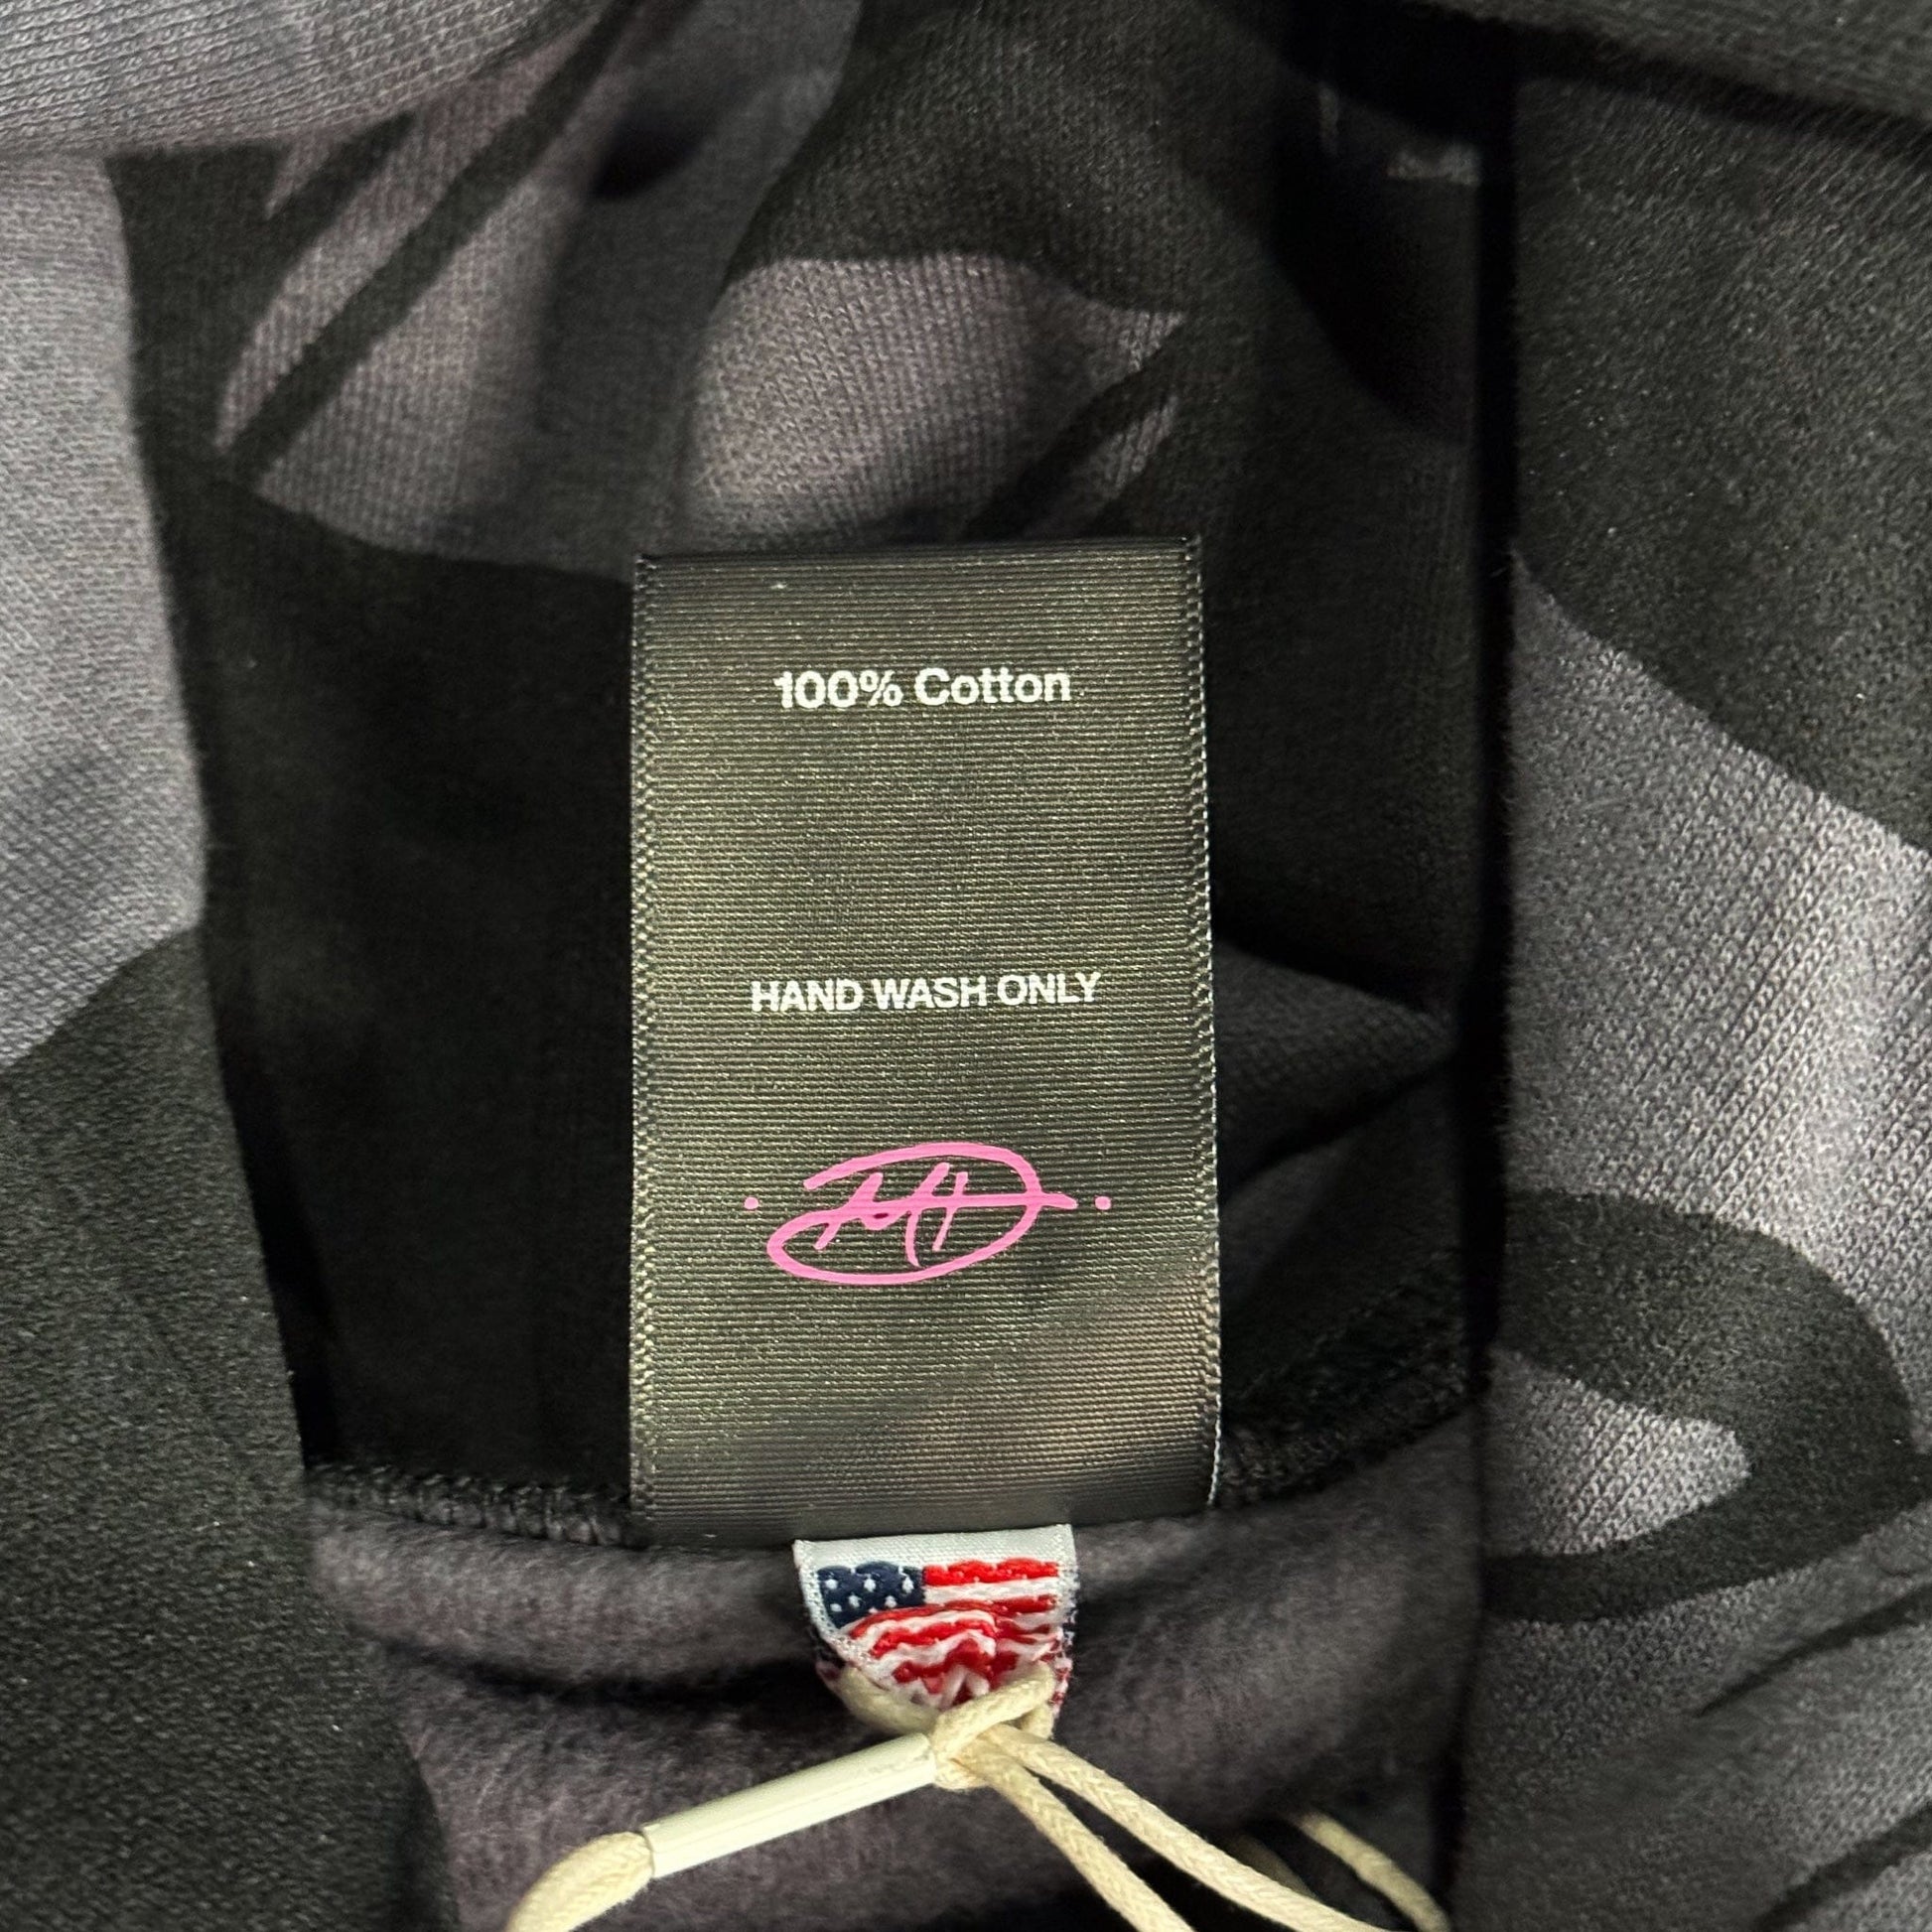 100% Cotton
HAND WASH ONLY